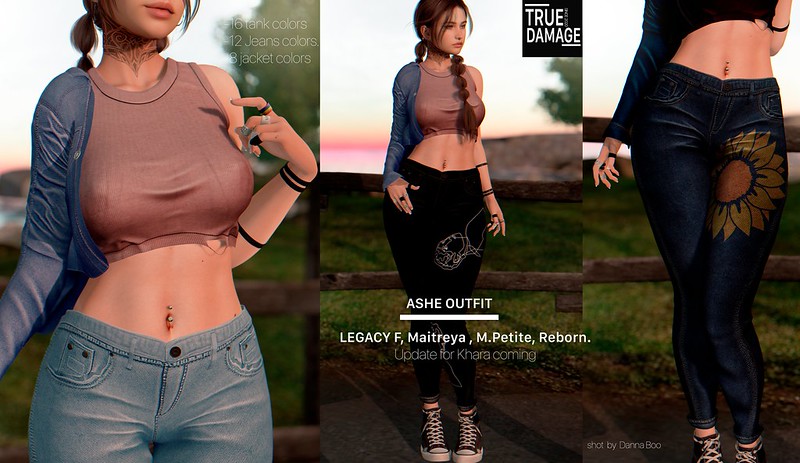 -16 tank colors
-12 Jeans colors.
-8 jacket colors
TRUE
DAMAGE
ASHE OUTFIT
LEGACY F, Maitreya , M.Petite, Reborn.
Update for Khara coming
shot by Danna Boo